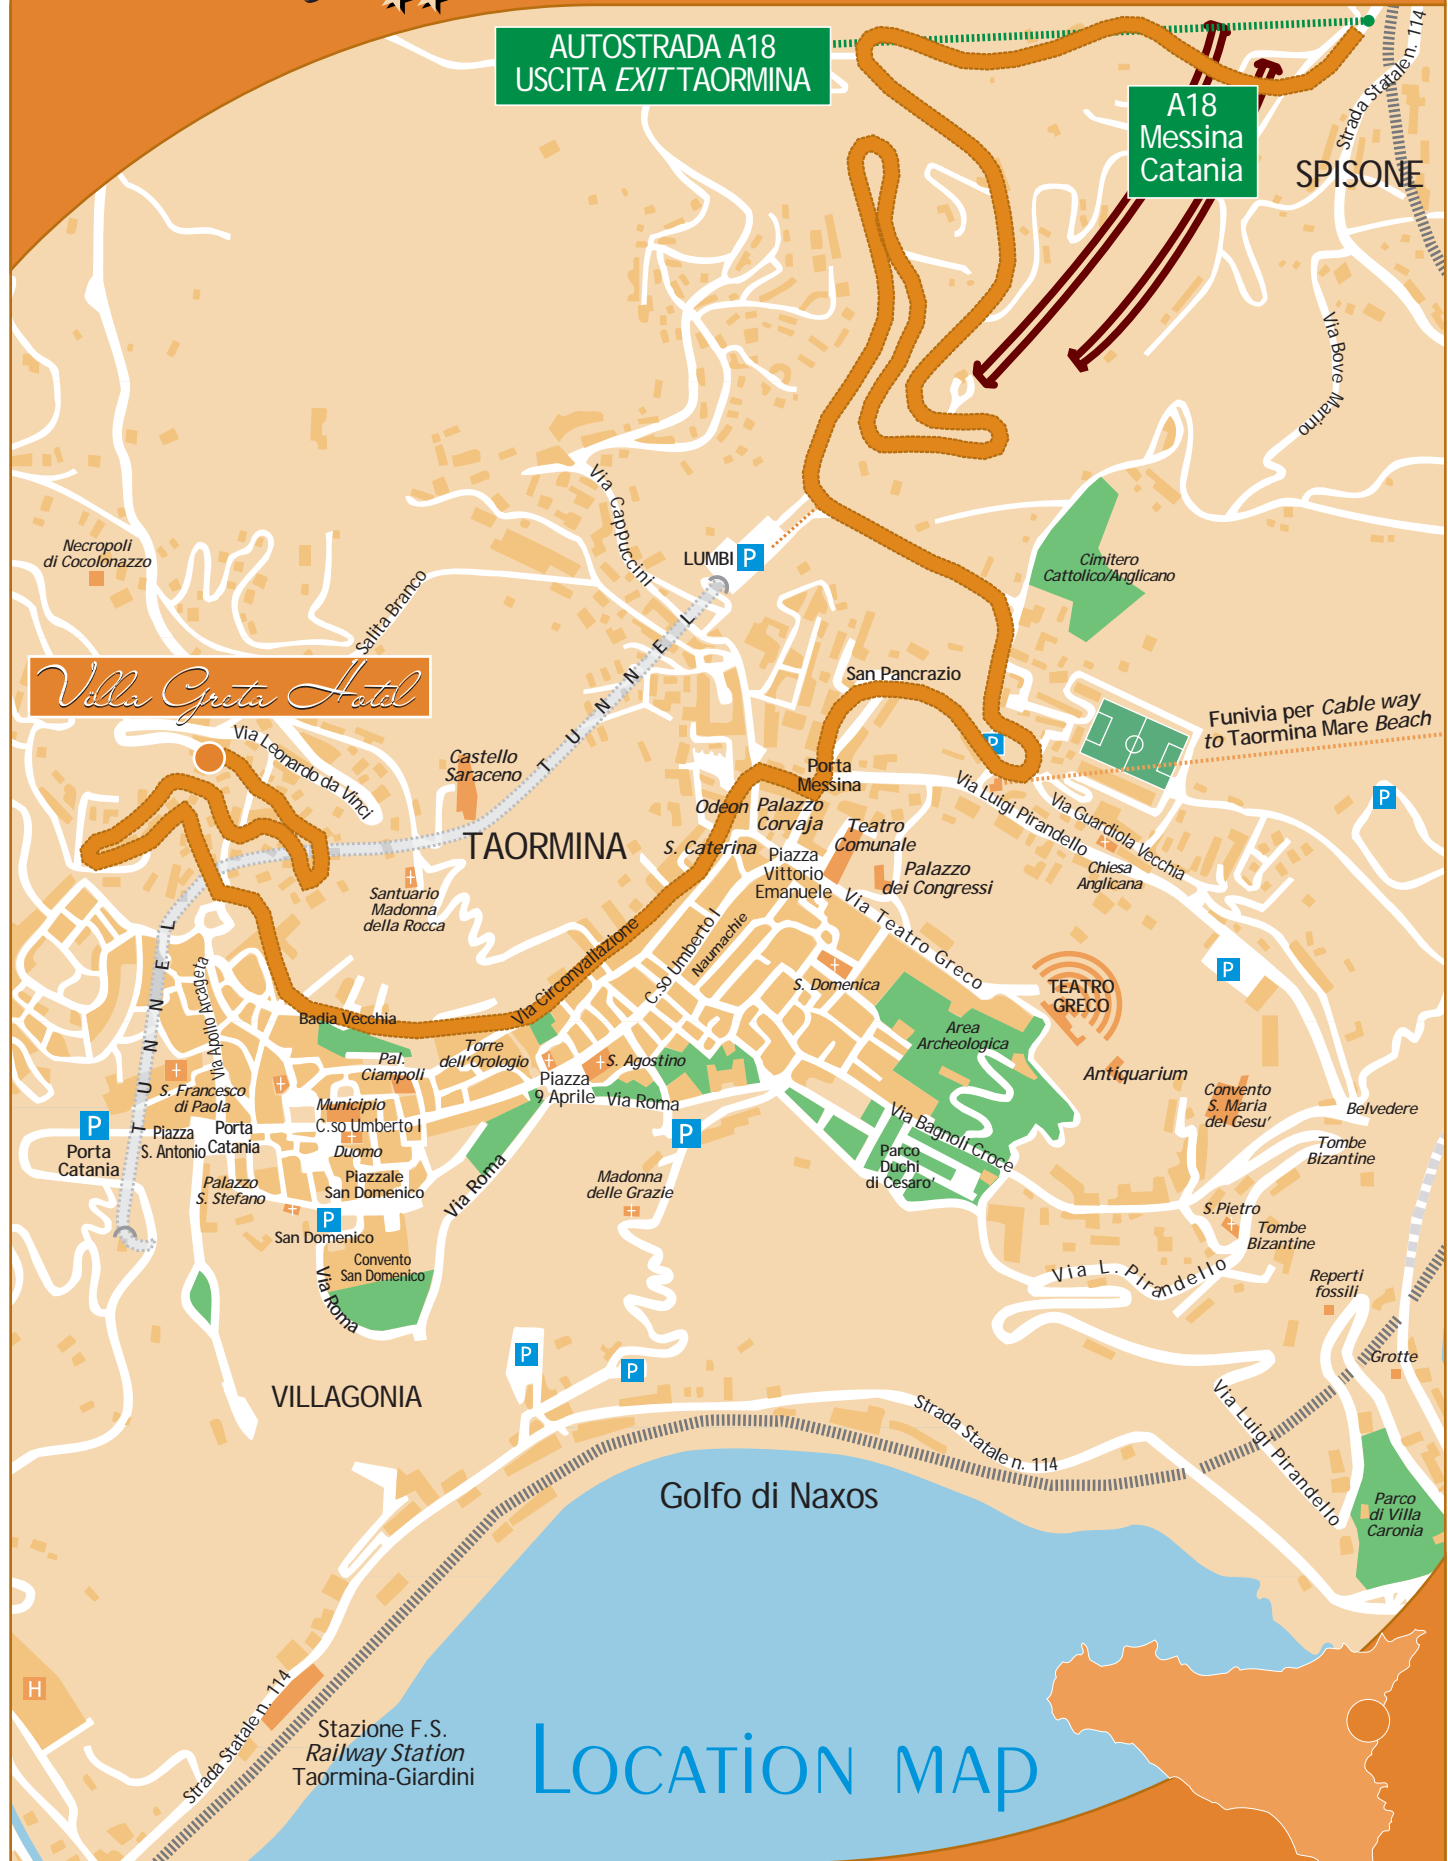 AUTOSTRADA A18
USCITA EXIT TAORMINA
A18
Messina
Catania
Strada Statale n. 114
SPISONE
Via Bove Marino
Via Cappuccini
Necropoli
di Cocolonazzo
LUMBI P
Cimitero
Cattolico/Anglicano
Salita Branco
TUNNEL
Villa Greta Hotel
San Pancrazio
Funivia per Cable way
to Taormina Mare Beach
P
Via Leonardo da Vinci
Castello
Saraceno
Porta
Messina
P
Via Luigi Pirandello
Via Guardiola Vecchia
Odeon
Palazzo
Corvaja
TAORMINA
S. Caterina
Teatro
Comunale
Piazza
Vittorio
Emanuele
Palazzo
dei Congressi
Chiesa
Anglicana
Santuario
Madonna
della Rocca
Via Teatro Greco
C.so Umberto I
Naumachie
Via Circonvallazione
TUNNEL
Via Apollo Arcageta
S. Domenica
P
TEATRO
GRECO
Badia Vecchia
Area
Archeologica
Torre
dell'Orologio
Pal.
Ciampoli
S. Agostino
Antiquarium
S. Francesco
di Paola
Piazza
9 Aprile
Via Roma
Convento
S. Maria
del Gesu'
Belvedere
Municipio
C.so Umberto I
P
Porta
Catania
Piazza
S. Antonio
Porta
Catania
Duomo
P
Via Bagnoli Croce
Parco
Duchi
di Cesaro'
Tombe
Bizantine
Palazzo
S. Stefano
Piazzale
San Domenico
Via Roma
Madonna
delle Grazie
S.Pietro
Tombe
Bizantine
P
San Domenico
Convento
San Domenico
Via Roma
Via L. Pirandello
Reperti
fossili
P
P
Grotte
VILLAGONIA
Strada Statale n. 114
Via Luigi Pirandello
Golfo di Naxos
Parco
di Villa
Caronia
H
Strada Statale n. 114
Stazione F.S.
Railway Station
Taormina-Giardini
LOCATION MAP